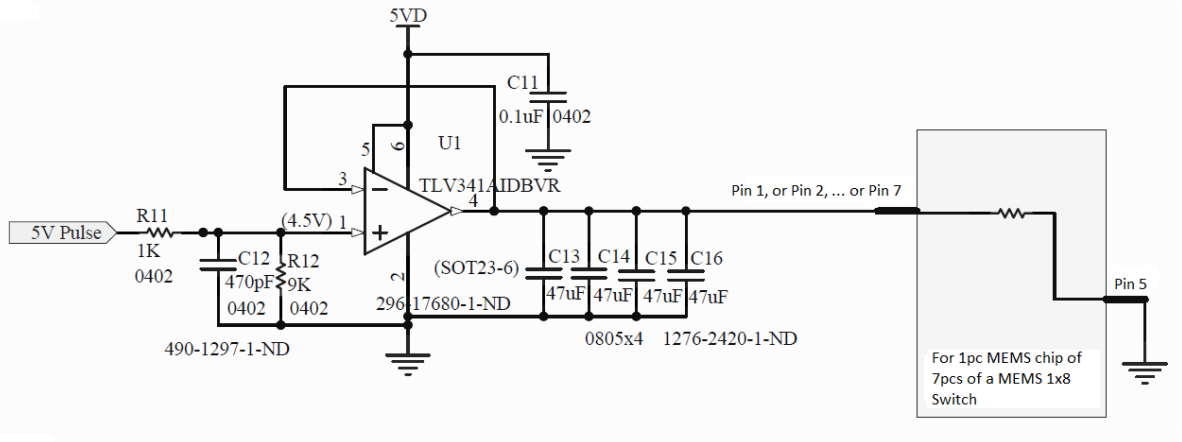 5VD
C11
0.1uF 0402
U1
5
6
3
TLV341AIDBVR
4
Pin 1, or Pin 2, ... or Pin 7
R11
(4.5V) 1
5V Pulse
1K
0402
C12
470pF
0402
R12
9K
0402
2
(SOT23-6)
C13
C14
C15
C16
47uF
47uF
47uF
47uF
Pin 5
296-17680-1-ND
0805x4
1276-2420-1-ND
490-1297-1-ND
For 1pc MEMS chip of
7pcs of a MEMS 1x8
Switch